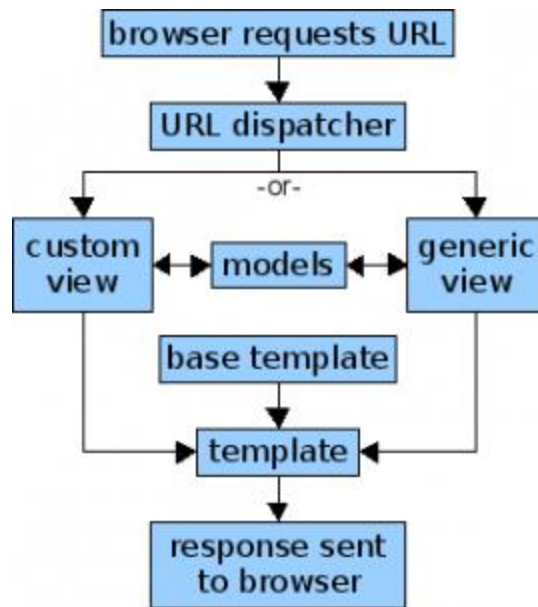 browser requests URL
URL dispatcher
-or-
custom
view
models
generic
view
base template
template
response sent
to browser